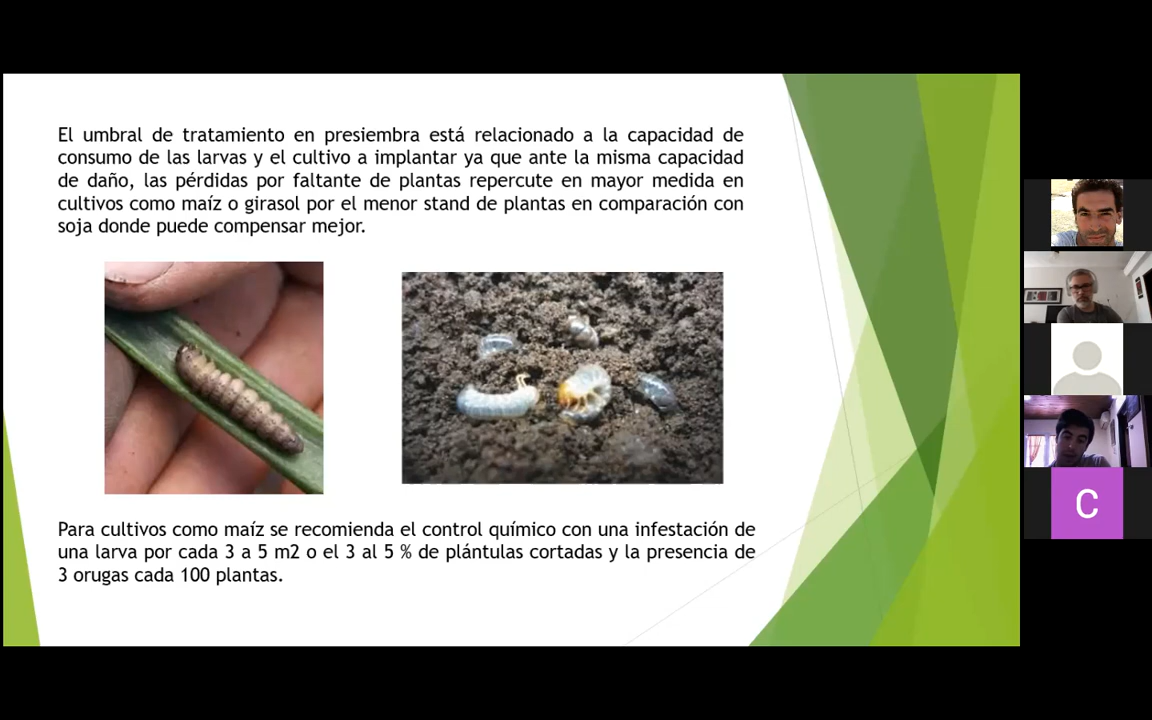 El umbral de tratamiento en presiembra está relacionado a la capacidad de
consumo de las larvas y el cultivo a implantar ya que ante la misma capacidad
de daño, las pérdidas por faltante de plantas repercute en mayor medida en
cultivos como maíz o girasol por el menor stand de plantas en comparación con
soja donde puede compensar mejor.
Para cultivos como maíz se recomienda el control químico con una infestación de
una larva por cada 3 a 5 m2 o el 3 al 5 % de plántulas cortadas y la presencia de
3 orugas cada 100 plantas.
C